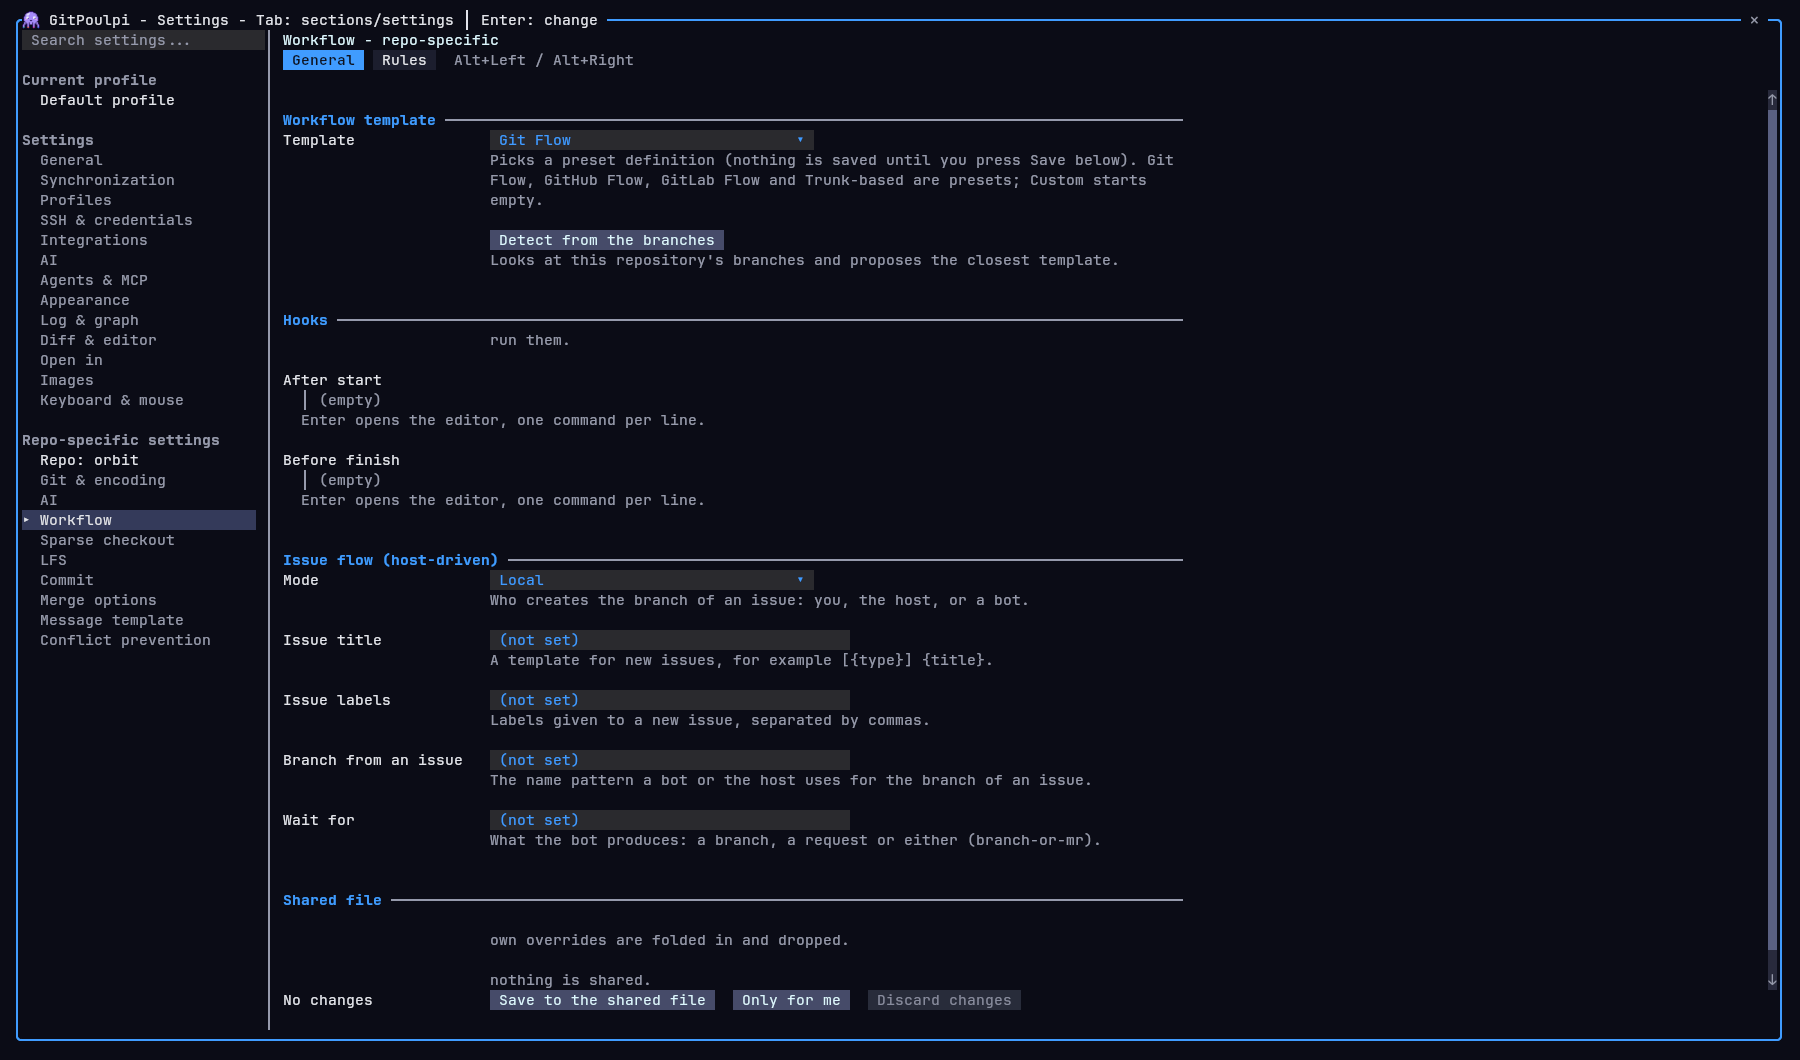 GitPoulpi - Settings - Tab: sections/settings | Enter: change ×
Search settings...
Current profile
Default profile
Settings
General
Synchronization
Profiles
SSH & credentials
Integrations
AI
Agents & MCP
Appearance
Log & graph
Diff & editor
Open in
Images
Keyboard & mouse
Repo-specific settings
Repo: orbit
Git & encoding
AI
▸ Workflow
Sparse checkout
LFS
Commit
Merge options
Message template
Conflict prevention
Workflow - repo-specific
General Rules Alt+Left / Alt+Right
Workflow template
Template Git Flow ▾
Picks a preset definition (nothing is saved until you press Save below). Git
Flow, GitHub Flow, GitLab Flow and Trunk-based are presets; Custom starts
empty.
Detect from the branches
Looks at this repository's branches and proposes the closest template.
Hooks
run them.
After start
(empty)
Enter opens the editor, one command per line.
Before finish
(empty)
Enter opens the editor, one command per line.
Issue flow (host-driven)
Mode Local ▾
Who creates the branch of an issue: you, the host, or a bot.
Issue title (not set)
A template for new issues, for example [{type}] {title}.
Issue labels (not set)
Labels given to a new issue, separated by commas.
Branch from an issue (not set)
The name pattern a bot or the host uses for the branch of an issue.
Wait for (not set)
What the bot produces: a branch, a request or either (branch-or-mr).
Shared file
own overrides are folded in and dropped.
nothing is shared.
No changes Save to the shared file Only for me Discard changes